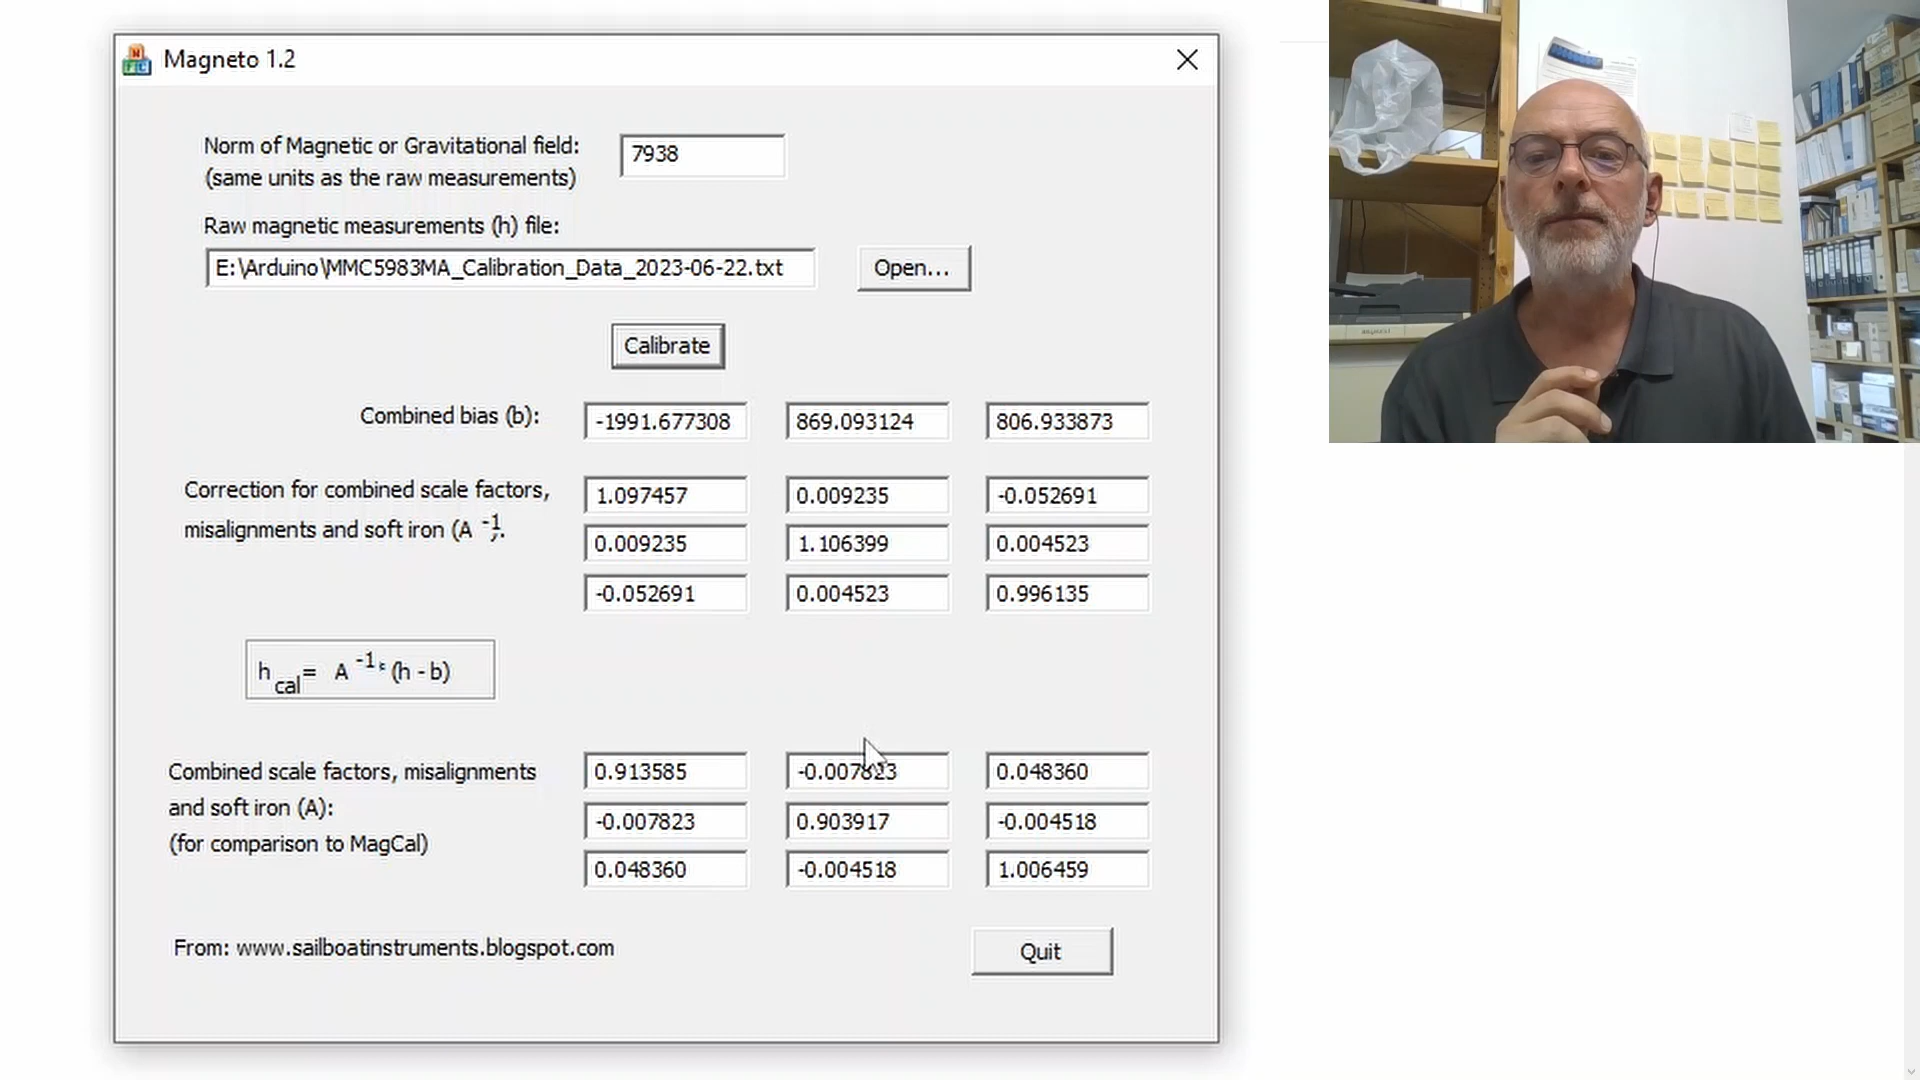 Magneto 1.2
Norm of Magnetic or Gravitational field:
7938
(same units as the raw measurements)
Raw magnetic measurements (h) file:
E:\Arduino\MMC5983MA_Calibration_Data_2023-06-22.txt
Open...
Calibrate
Combined bias (b):
-1991.677308 869.093124 806.933873
Correction for combined scale factors,
1.097457 0.009235 -0.052691
misalignments and soft iron (A -1):
0.009235 1.106399 0.004523
-0.052691 0.004523 0.996135
h cal = A -1 * (h - b)
Combined scale factors, misalignments
0.913585 -0.007823 0.048360
and soft iron (A):
-0.007823 0.903917 -0.004518
(for comparison to MagCal)
0.048360 -0.004518 1.006459
From: www.sailboatinstruments.blogspot.com
Quit